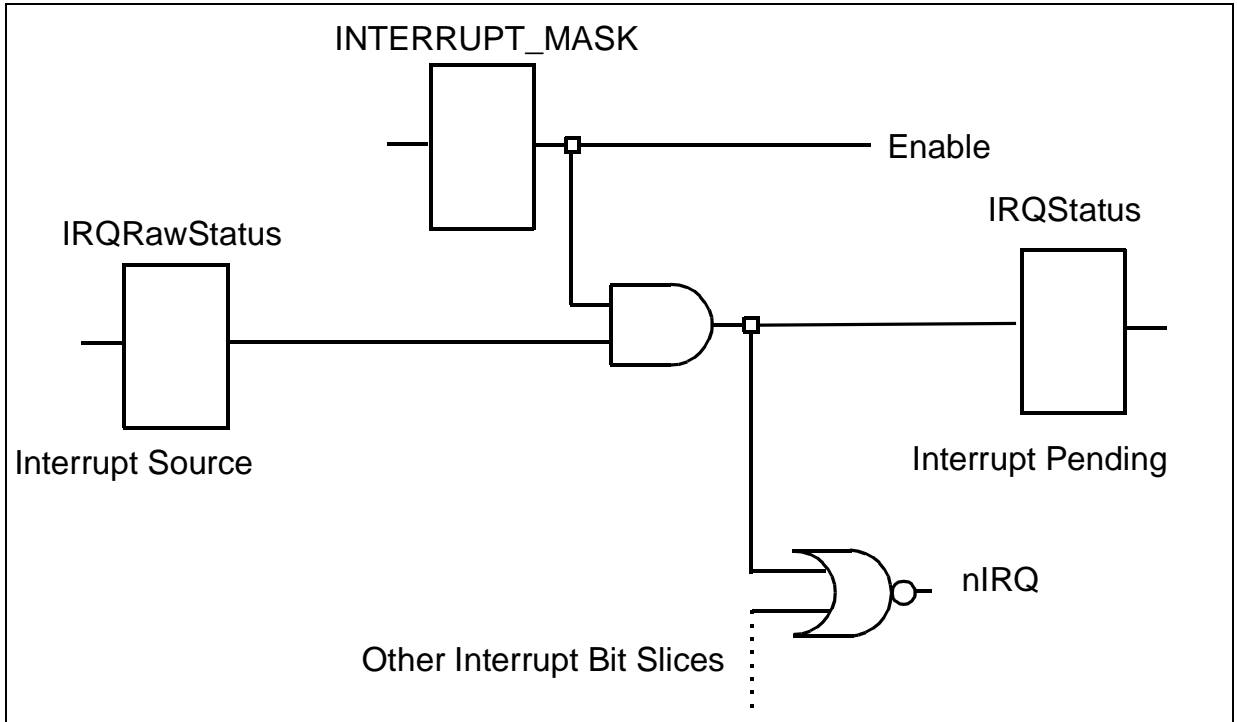 INTERRUPT_MASK
Enable
IRQStatus
IRQRawStatus
Interrupt Source
Interrupt Pending
nIRQ
Other Interrupt Bit Slices